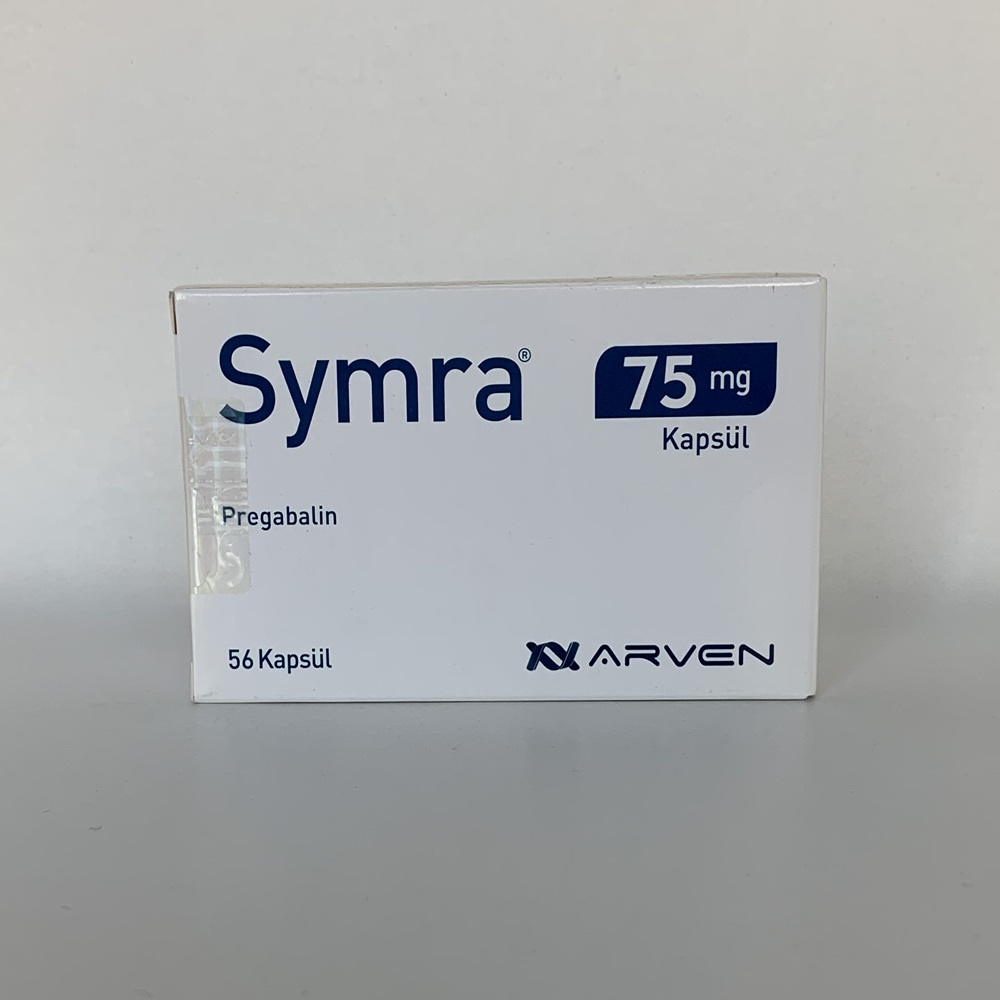 Symra®
75 mg
Kapsül
Pregabalin
56 Kapsül
ARVEN